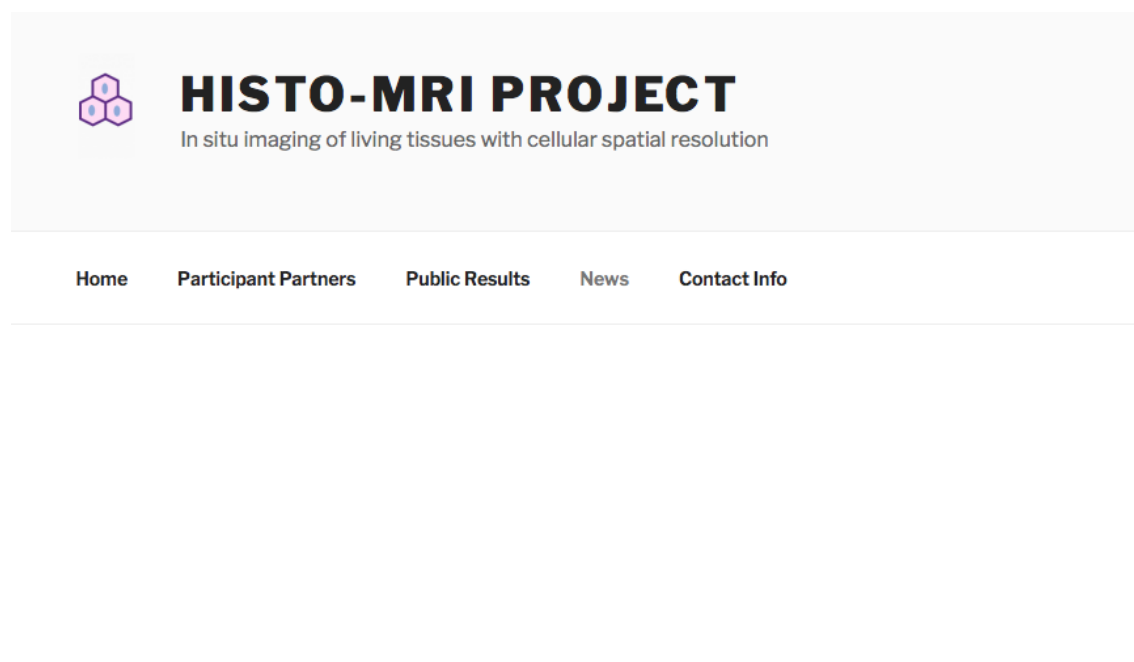 HISTO-MRI PROJECT
In situ imaging of living tissues with cellular spatial resolution
Home Participant Partners Public Results News Contact Info